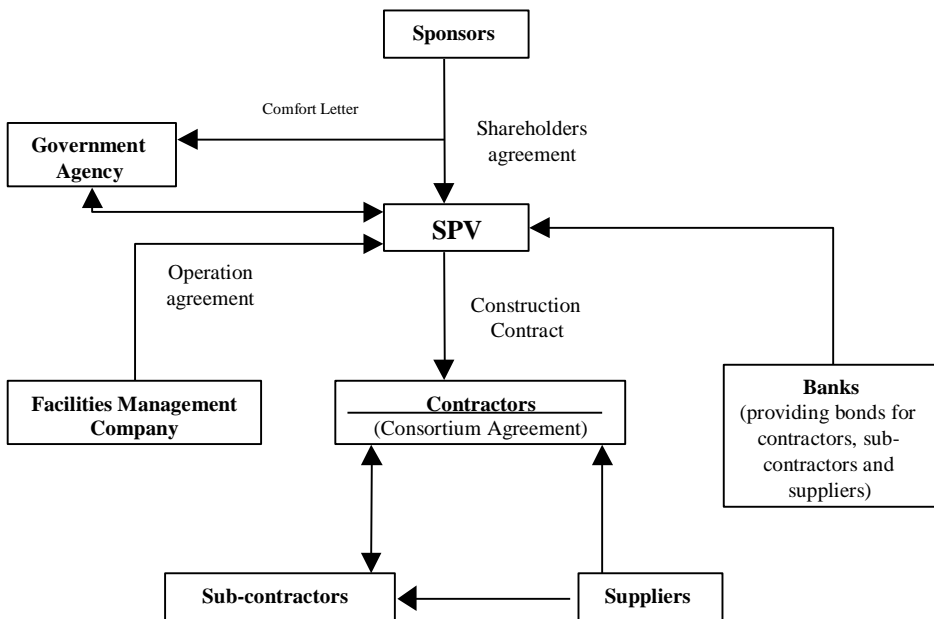 Sponsors
Comfort Letter
Shareholders
agreement
Government
Agency
SPV
Operation
agreement
Construction
Contract
Facilities Management
Company
Contractors
(Consortium Agreement)
Banks
(providing bonds for
contractors, sub-
contractors and
suppliers)
Sub-contractors
Suppliers